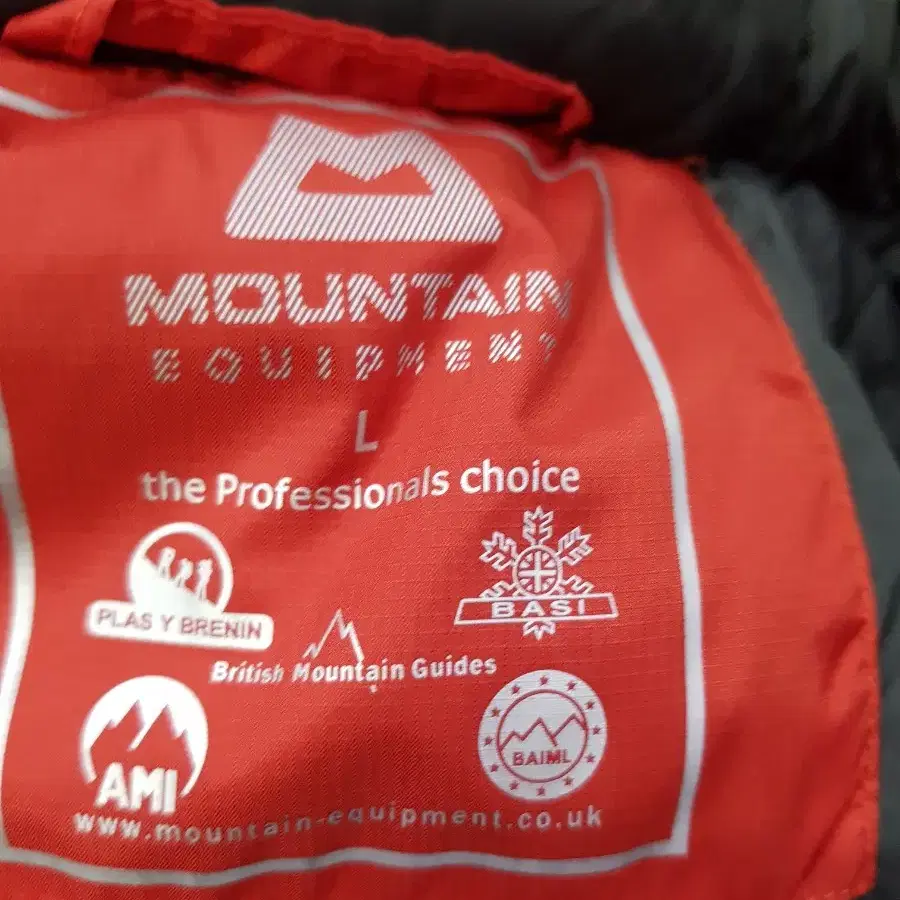 MOUNTAIN
EQUIPMENT
L
the Professionals choice
PLAS Y BRENIN
BASI
British Mountain Guides
AMI
BAIML
www.mountain-equipment.co.uk